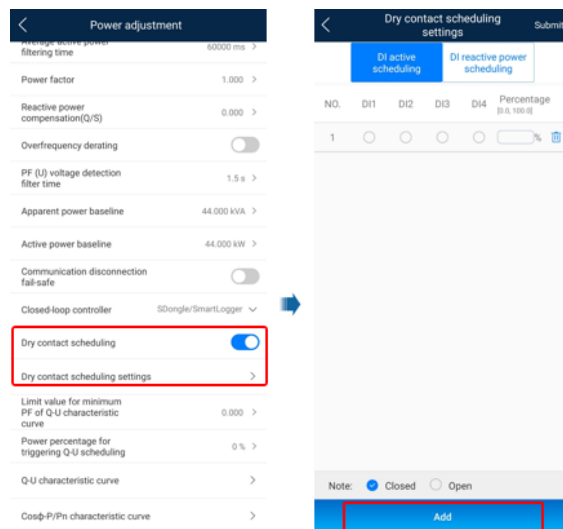 Power adjustment
Average active power
filtering time
60000 ms
Power factor
1.000
Reactive power
compensation(Q/S)
0.000
Overfrequency derating
PF (U) voltage detection
filter time
1.5 s
Apparent power baseline
44.000 kVA
Active power baseline
44.000 kW
Communication disconnection
fail-safe
Closed-loop controller
SDongle/SmartLogger
Dry contact scheduling
Dry contact scheduling settings
Limit value for minimum
PF of Q-U characteristic
curve
0.000
Power percentage for
triggering Q-U scheduling
0 %
Q-U characteristic curve
Cosφ-P/Pn characteristic curve
Dry contact scheduling
settings
Submit
DI active
scheduling
DI reactive power
scheduling
NO. DI1 DI2 DI3 DI4 Percentage
[0.0, 100.0]
1 %
Note: Closed Open
Add